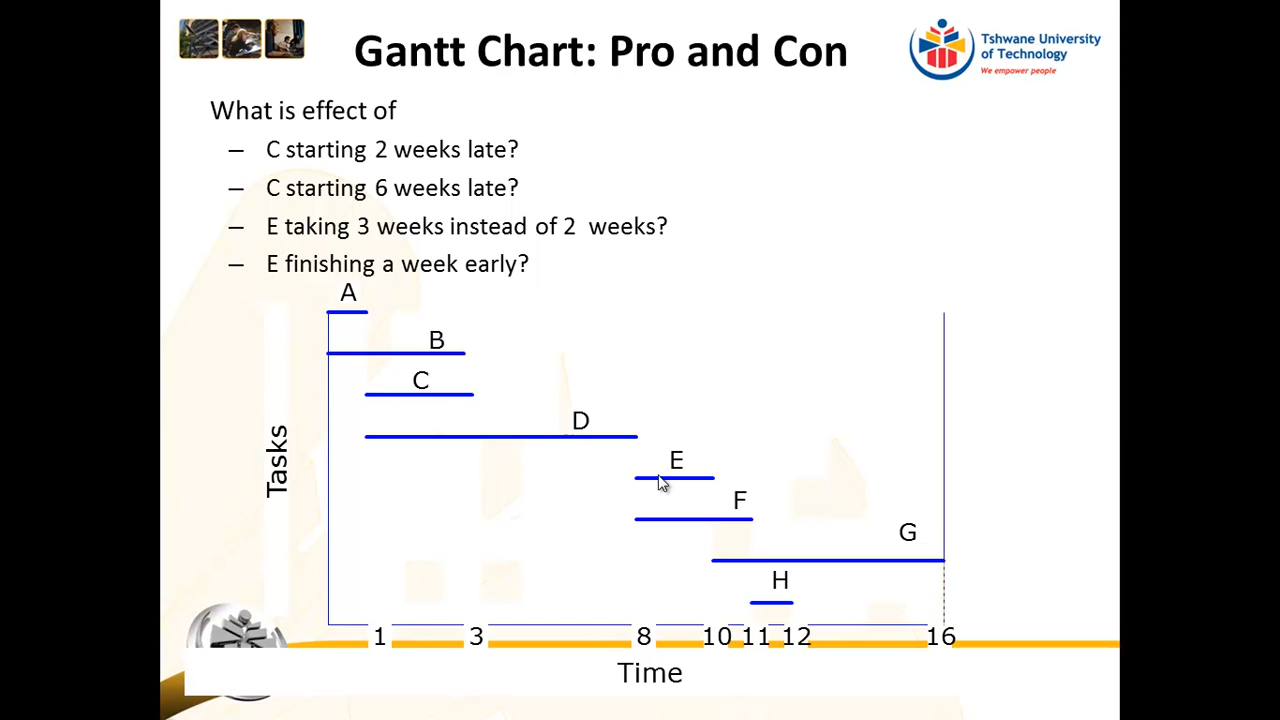 Gantt Chart: Pro and Con
Tshwane University
of Technology
We empower people
What is effect of
– C starting 2 weeks late?
– C starting 6 weeks late?
– E taking 3 weeks instead of 2 weeks?
– E finishing a week early?
A
B
C
D
E
F
G
H
Tasks
1 3 8 10 11 12 16
Time